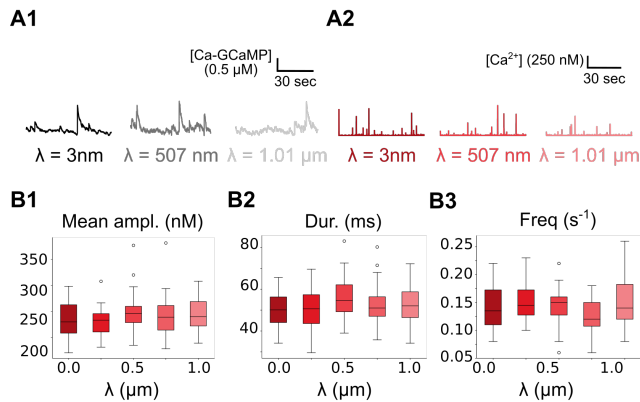 A1
A2
[Ca-GCaMP]
(0.5 μM)
30 sec
[Ca²⁺] (250 nM)
30 sec
λ = 3nm
λ = 507 nm
λ = 1.01 μm
λ = 3nm
λ = 507 nm
λ = 1.01 μm
B1
B2
B3
Mean ampl. (nM)
Dur. (ms)
Freq (s⁻¹)
350
300
250
200
0.0
0.5
1.0
λ (μm)
80
60
40
0.0
0.5
1.0
λ (μm)
0.25
0.20
0.15
0.10
0.05
0.0
0.5
1.0
λ (μm)